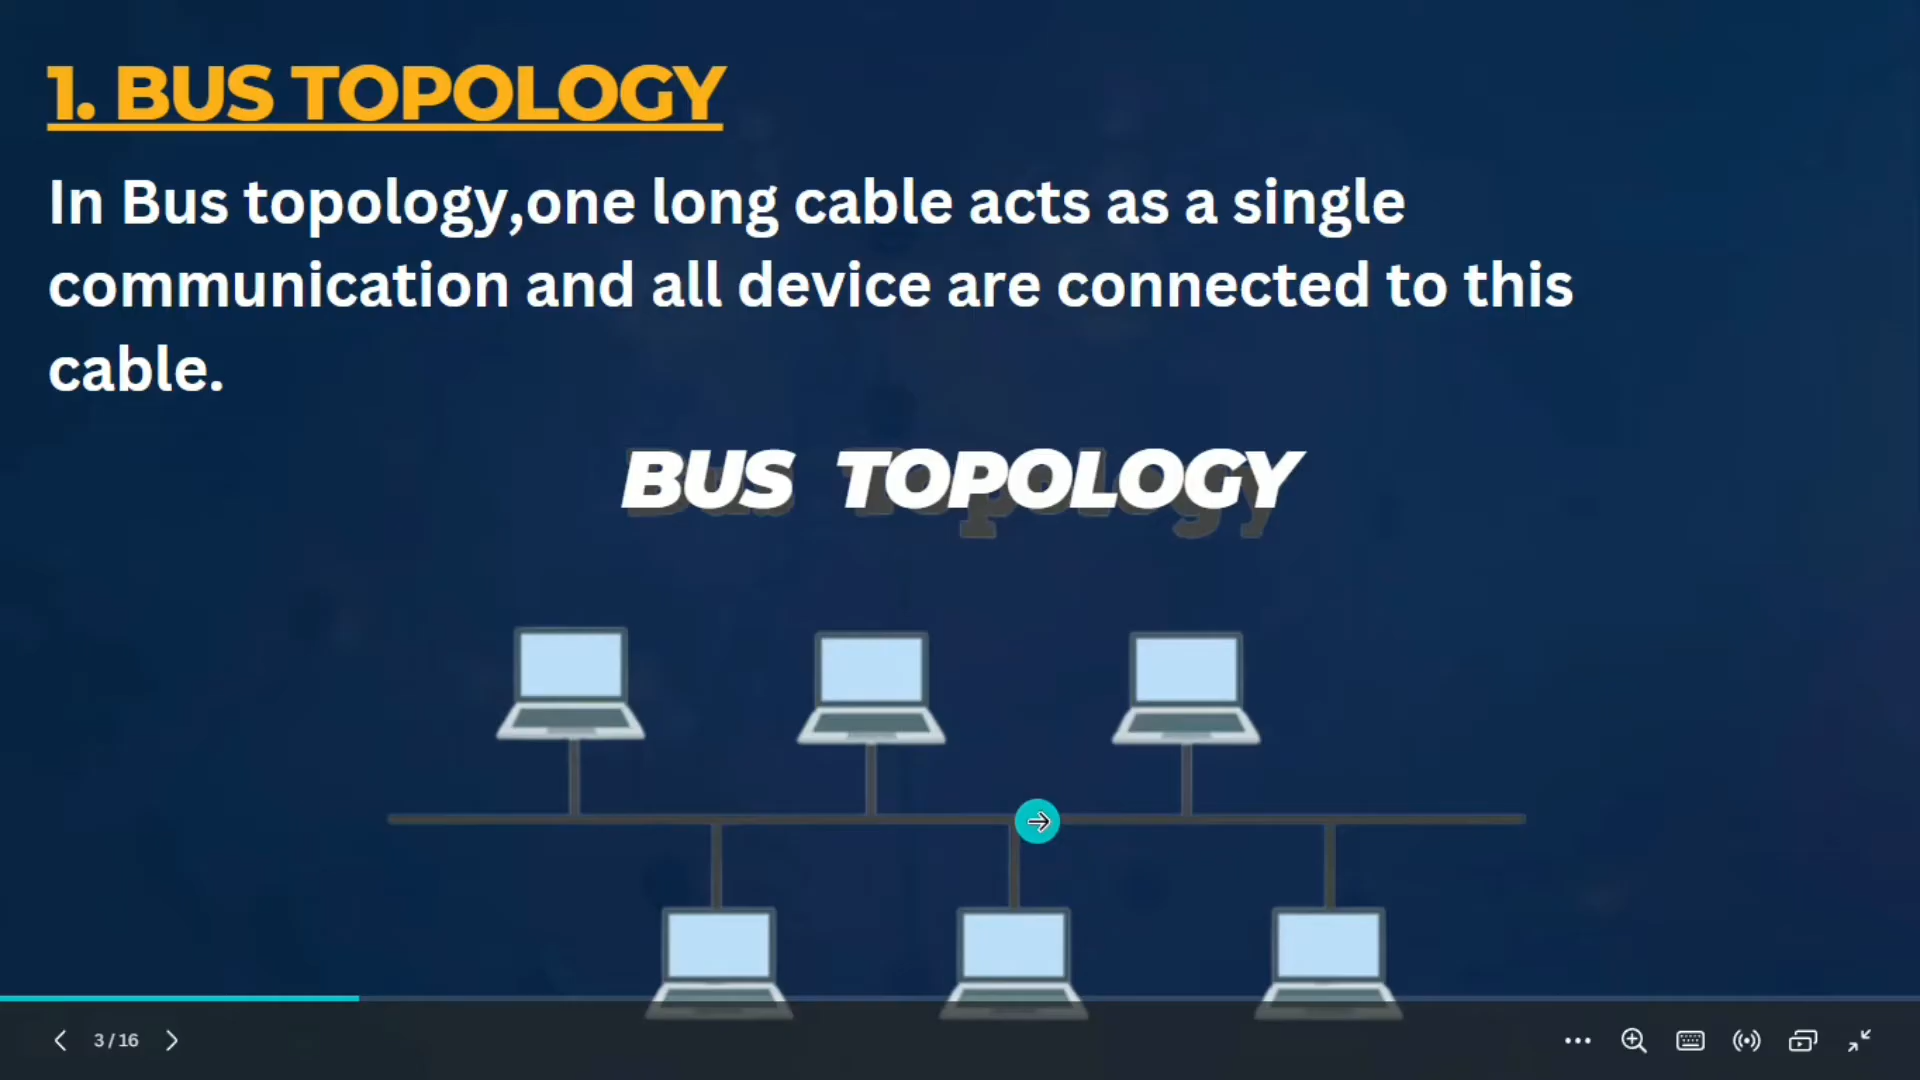 1. BUS TOPOLOGY
In Bus topology,one long cable acts as a single
communication and all device are connected to this
cable.
BUS TOPOLOGY
3 / 16